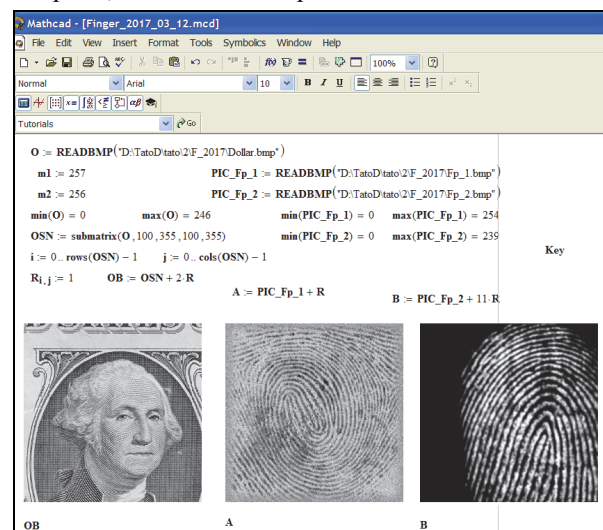 Mathcad - [Finger_2017_03_12.mcd]
File Edit View Insert Format Tools Symbolics Window Help
100%
Normal Arial 10 B I U
Tutorials Go
O := READBMP("D:\TatoD\tato\2\F_2017\Dollar.bmp")
m1 := 257 PIC_Fp_1 := READBMP("D:\TatoD\tato\2\F_2017\Fp_1.bmp")
m2 := 256 PIC_Fp_2 := READBMP("D:\TatoD\tato\2\F_2017\Fp_2.bmp")
min(O) = 0 max(O) = 246 min(PIC_Fp_1) = 0 max(PIC_Fp_1) = 254
OSN := submatrix(O,100,355,100,355) min(PIC_Fp_2) = 0 max(PIC_Fp_2) = 239
Key
i := 0.. rows(OSN) − 1 j := 0.. cols(OSN) − 1
R i, j := 1 OB := OSN + 2·R
A := PIC_Fp_1 + R B := PIC_Fp_2 + 11·R
OB A B